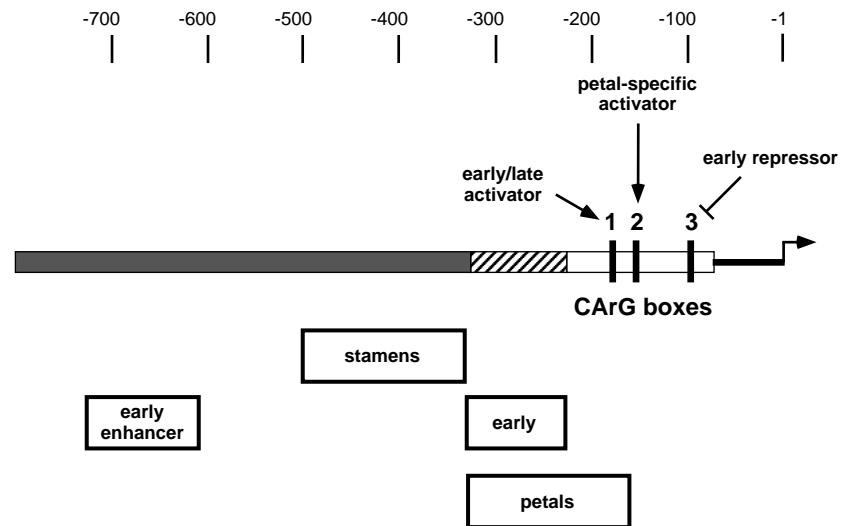 -700 -600 -500 -400 -300 -200 -100 -1
petal-specific
activator
early repressor
early/late
activator
1 2 3
CArG boxes
stamens
early
enhancer
early
petals